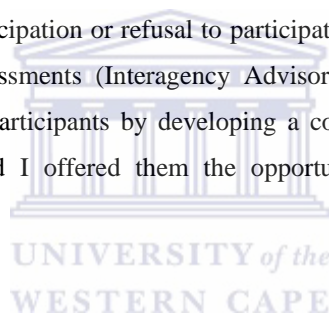 cipation or refusal to participat
ssments (Interagency Advisor
articipants by developing a co
d I offered them the opportu
UNIVERSITY of the
WESTERN CAPE